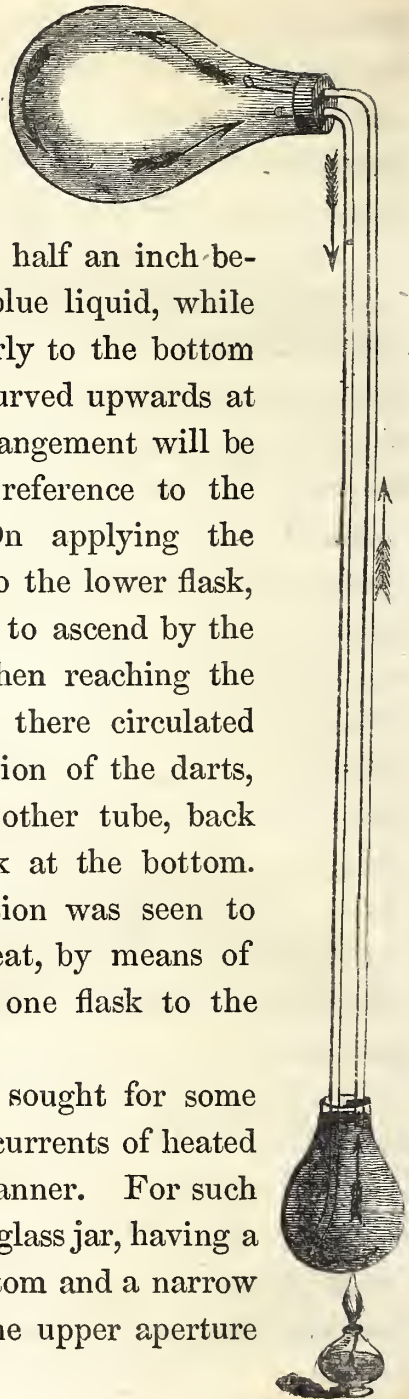 half an inch be-
blue liquid, while
rly to the bottom
urved upwards at
angement will be
reference to the
On applying the
o the lower flask,
to ascend by the
hen reaching the
there circulated
ion of the darts,
other tube, back
k at the bottom.
ion was seen to
eat, by means of
one flask to the
sought for some
currents of heated
anner. For such
glass jar, having a
tom and a narrow
he upper aperture